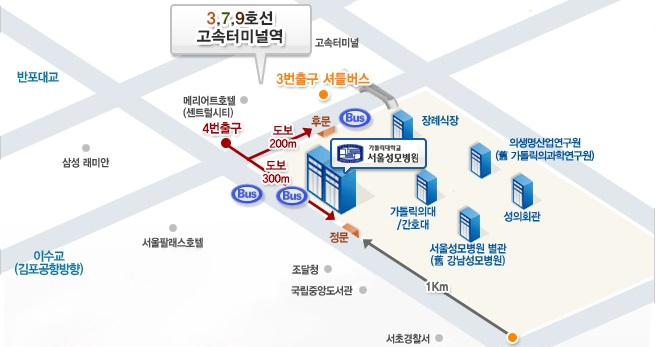 3,7,9호선
고속터미널역
고속터미널
반포대교
3번출구 셔틀버스
메리어트호텔
(센트럴시티)
4번출구
도보
200m
후문
Bus
장례식장
의생명산업연구원
(舊 가톨릭의과학연구원)
가톨릭대학교
서울성모병원
삼성 래미안
도보
300m
Bus
Bus
가톨릭의대
/간호대
성의회관
정문
서울팔래스호텔
서울성모병원 별관
(舊 강남성모병원)
이수교
(김포공항방향)
조달청
국립중앙도서관
1Km
서초경찰서